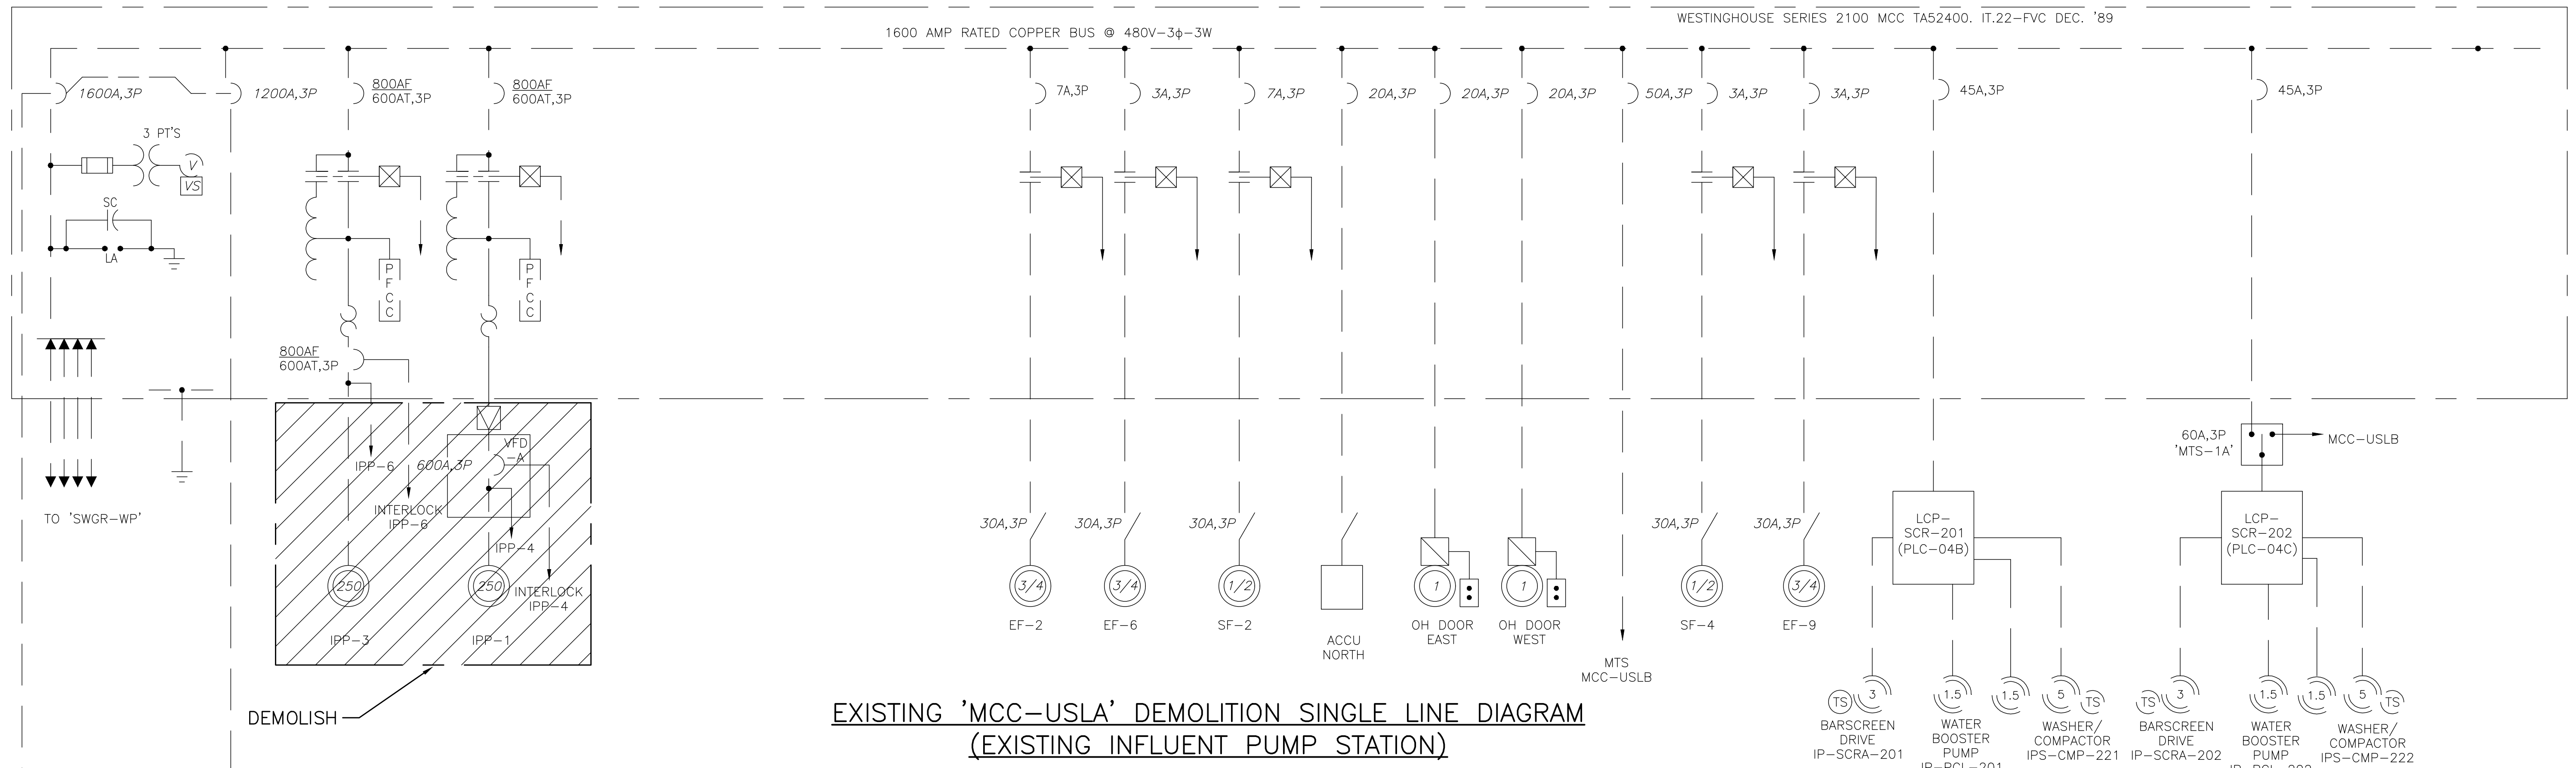 WESTINGHOUSE SERIES 2100 MCC TA52400. IT.22-FVC DEC. '89
1600 AMP RATED COPPER BUS @ 480V-3ϕ-3W
1600A,3P
1200A,3P
800AF
600AT,3P
800AF
600AT,3P
7A,3P
3A,3P
7A,3P
20A,3P
20A,3P
20A,3P
50A,3P
3A,3P
3A,3P
45A,3P
45A,3P
3 PT'S
V
VS
SC
LA
P
F
C
C
P
F
C
C
800AF
600AT,3P
TO 'SWGR-WP'
VFD
-A
600A,3P
IPP-6
INTERLOCK
IPP-6
IPP-4
INTERLOCK
IPP-4
250
250
IPP-3
IPP-1
DEMOLISH
30A,3P
30A,3P
30A,3P
30A,3P
30A,3P
3/4
3/4
1/2
1
1
1/2
3/4
EF-2
EF-6
SF-2
ACCU
NORTH
OH DOOR
EAST
OH DOOR
WEST
MTS
MCC-USLB
SF-4
EF-9
60A,3P
'MTS-1A'
MCC-USLB
LCP-
SCR-201
(PLC-04B)
LCP-
SCR-202
(PLC-04C)
TS
3
1.5
1.5
5
TS
TS
3
1.5
1.5
5
TS
BARSCREEN
DRIVE
IP-SCRA-201
WATER
BOOSTER
PUMP
WASHER/
COMPACTOR
IPS-CMP-221
BARSCREEN
DRIVE
IP-SCRA-202
WATER
BOOSTER
PUMP
WASHER/
COMPACTOR
IPS-CMP-222
EXISTING 'MCC-USLA' DEMOLITION SINGLE LINE DIAGRAM
(EXISTING INFLUENT PUMP STATION)